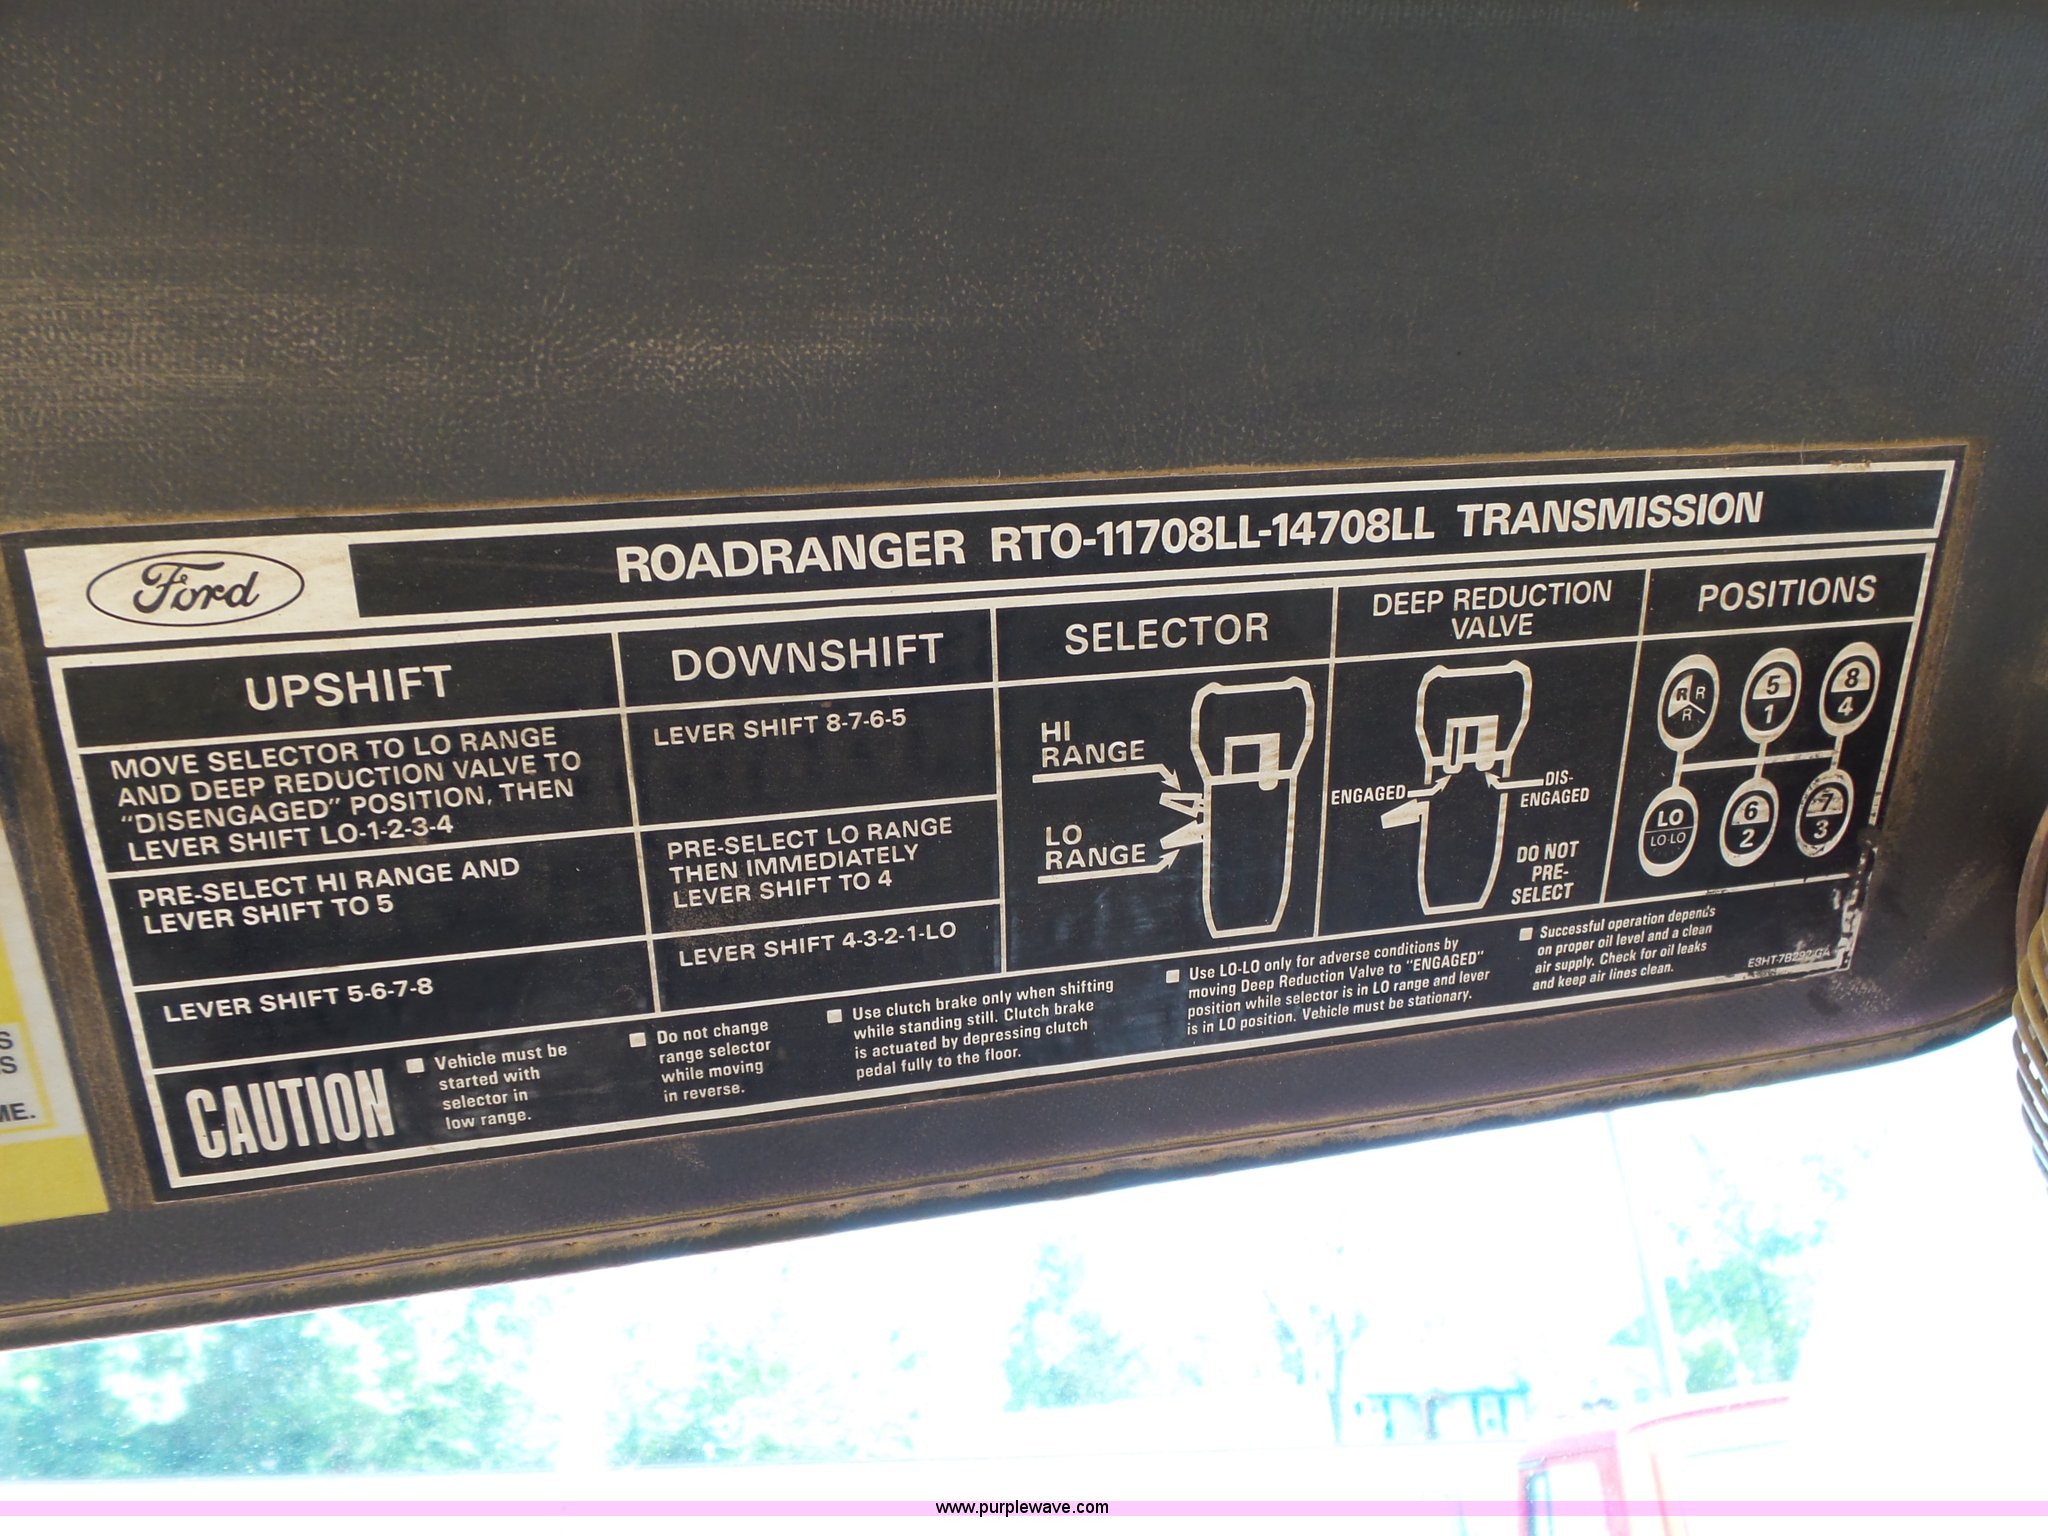 Ford
ROADRANGER RTO-11708LL-14708LL TRANSMISSION
UPSHIFT
MOVE SELECTOR TO LO RANGE
AND DEEP REDUCTION VALVE TO
"DISENGAGED" POSITION, THEN
LEVER SHIFT LO-1-2-3-4
PRE-SELECT HI RANGE AND
LEVER SHIFT TO 5
LEVER SHIFT 5-6-7-8
DOWNSHIFT
LEVER SHIFT 8-7-6-5
PRE-SELECT LO RANGE
THEN IMMEDIATELY
LEVER SHIFT TO 4
LEVER SHIFT 4-3-2-1-LO
SELECTOR
HI
RANGE
LO
RANGE
DEEP REDUCTION
VALVE
ENGAGED
DIS-
ENGAGED
DO NOT
PRE-
SELECT
POSITIONS
R R
R
5
1
8
4
LO
LO-LO
6
2
7
3
CAUTION
Vehicle must be
started with
selector in
low range.
Do not change
range selector
while moving
in reverse.
Use clutch brake only when shifting
while standing still. Clutch brake
is actuated by depressing clutch
pedal fully to the floor.
Use LO-LO only for adverse conditions by
moving Deep Reduction Valve to "ENGAGED"
position while selector is in LO range and lever
is in LO position. Vehicle must be stationary.
Successful operation depends
on proper oil level and a clean
air supply. Check for oil leaks
and keep air lines clean.
E3HT-7B292-GA
S
S
ME.
www.purplewave.com